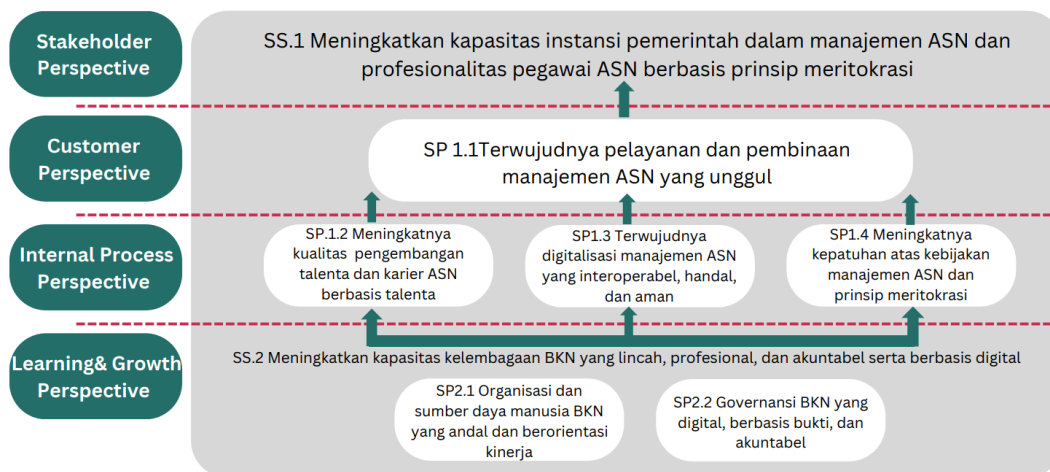 Stakeholder
Perspective
SS.1 Meningkatkan kapasitas instansi pemerintah dalam manajemen ASN dan
profesionalitas pegawai ASN berbasis prinsip meritokrasi
Customer
Perspective
SP 1.1Terwujudnya pelayanan dan pembinaan
manajemen ASN yang unggul
Internal Process
Perspective
SP.1.2 Meningkatnya
kualitas pengembangan
talenta dan karier ASN
berbasis talenta
SP1.3 Terwujudnya
digitalisasi manajemen ASN
yang interoperabel, handal,
dan aman
SP1.4 Meningkatnya
kepatuhan atas kebijakan
manajemen ASN dan
prinsip meritokrasi
Learning& Growth
Perspective
SS.2 Meningkatkan kapasitas kelembagaan BKN yang lincah, profesional, dan akuntabel serta berbasis digital
SP2.1 Organisasi dan
sumber daya manusia BKN
yang andal dan berorientasi
kinerja
SP2.2 Governansi BKN yang
digital, berbasis bukti, dan
akuntabel